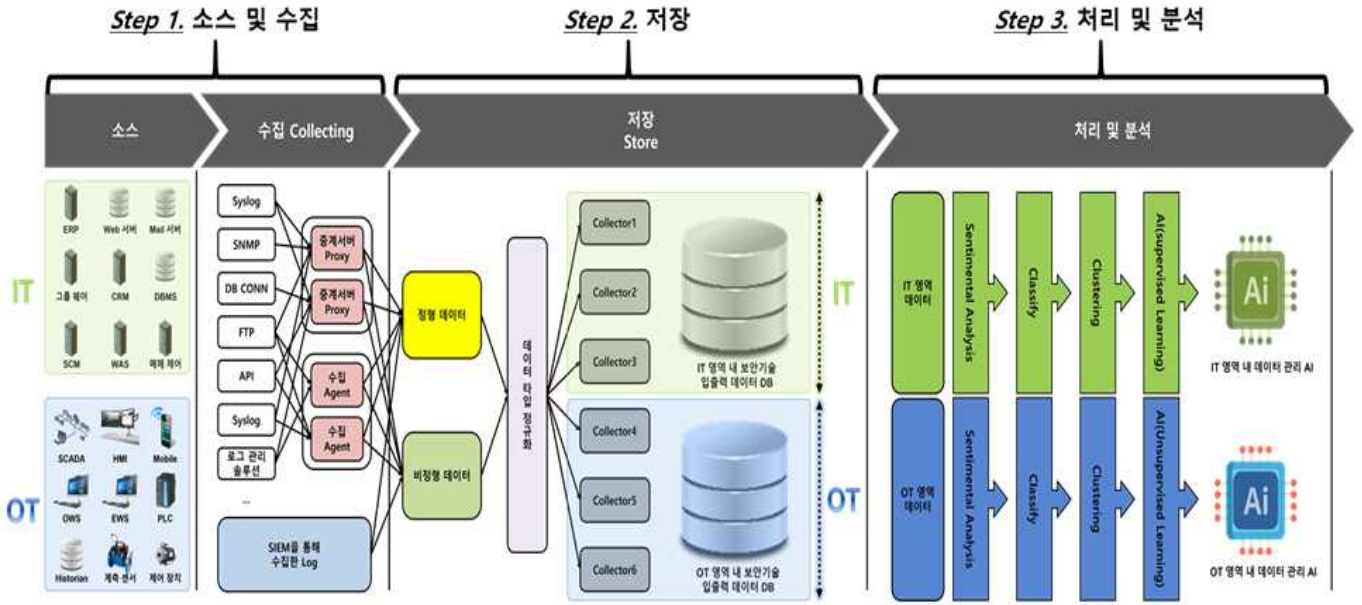 Step 1. 소스 및 수집
Step 2. 저장
Step 3. 처리 및 분석
소스
수집 Collecting
저장
Store
처리 및 분석
IT
ERP
Web 서버
Mail 서버
그룹 웨어
CRM
DBMS
SCM
WAS
매체 제어
OT
SCADA
HMI
Mobile
OWS
EWS
PLC
Historian
계측 센서
제어 장치
Syslog
SNMP
DB CONN
FTP
API
Syslog
로그 관리
솔루션
...
SIEM을 통해
수집한 Log
중계서버
Proxy
중계서버
Proxy
수집
Agent
수집
Agent
정형 데이터
비정형 데이터
데이터 타입 정규화
Collector1
Collector2
Collector3
IT 영역 내 보안기술
입출력 데이터 DB
Collector4
Collector5
Collector6
OT 영역 내 보안기술
입출력 데이터 DB
IT
OT
IT 영역
데이터
Sentimental Analysis
Classify
Clustering
AI(supervised Learning)
Ai
IT 영역 내 데이터 관리 AI
OT 영역
데이터
Sentimental Analysis
Classify
Clustering
AI(Unsupervised Learning)
Ai
OT 영역 내 데이터 관리 AI